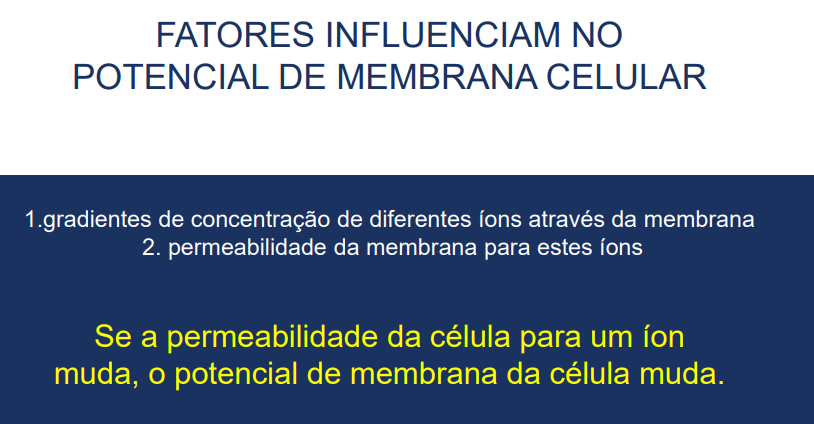 FATORES INFLUENCIAM NO
POTENCIAL DE MEMBRANA CELULAR
1.gradientes de concentração de diferentes íons através da membrana
2. permeabilidade da membrana para estes íons
Se a permeabilidade da célula para um íon
muda, o potencial de membrana da célula muda.